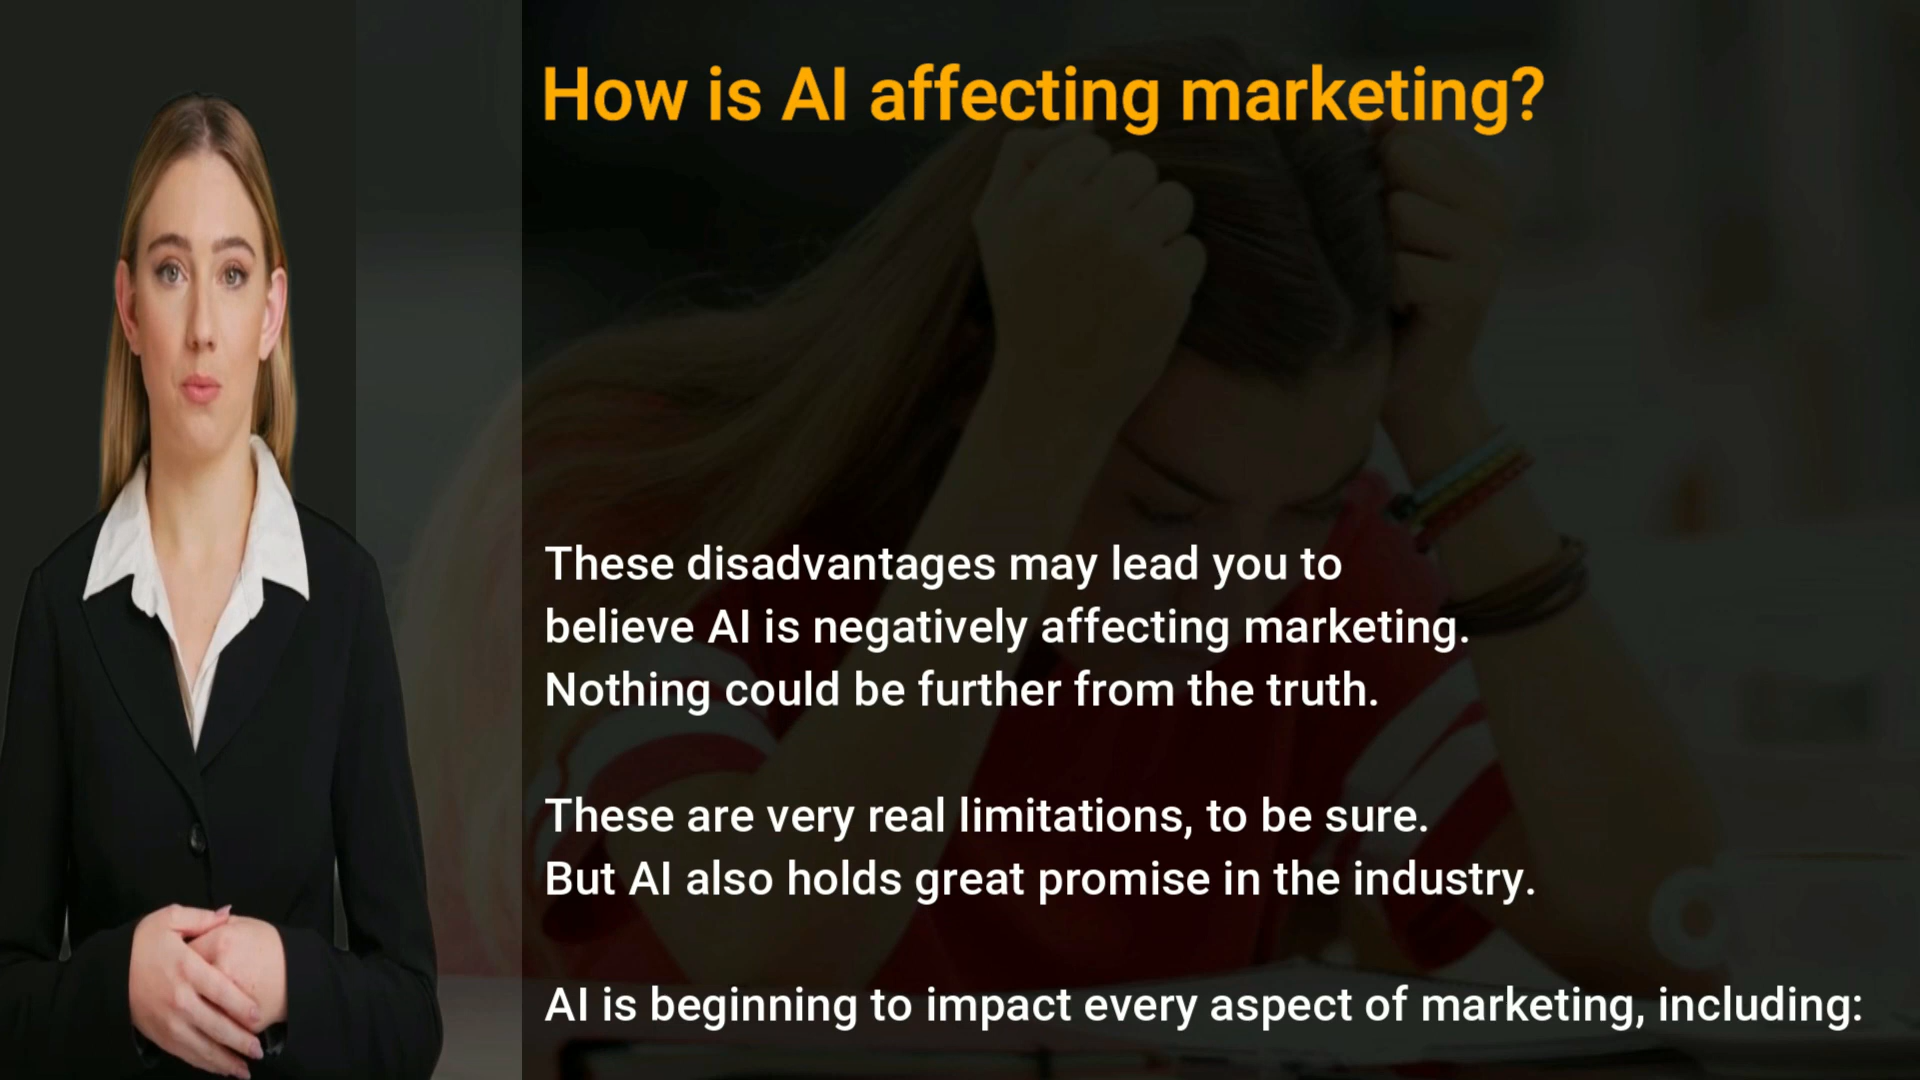 How is AI affecting marketing?
These disadvantages may lead you to
believe AI is negatively affecting marketing.
Nothing could be further from the truth.
These are very real limitations, to be sure.
But AI also holds great promise in the industry.
AI is beginning to impact every aspect of marketing, including: